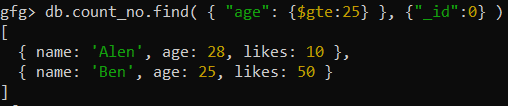 gfg> db.count_no.find( { "age": {$gte:25} }, {"_id":0} )
[
  { name: 'Alen', age: 28, likes: 10 },
  { name: 'Ben', age: 25, likes: 50 }
]